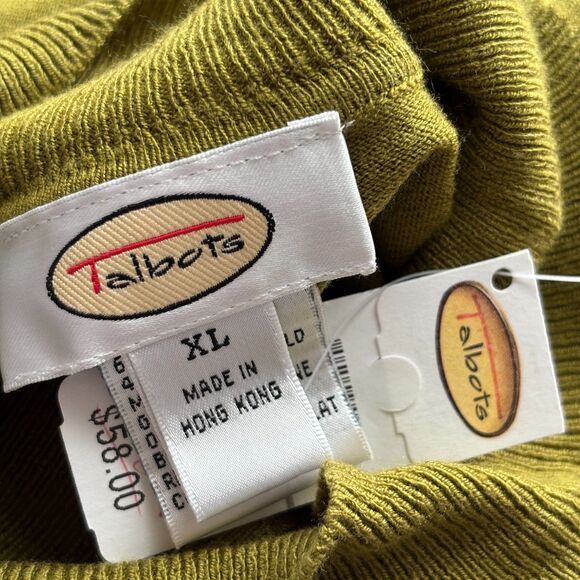 Talbots
XL
MADE IN
HONG KONG
$58.00
Talbots